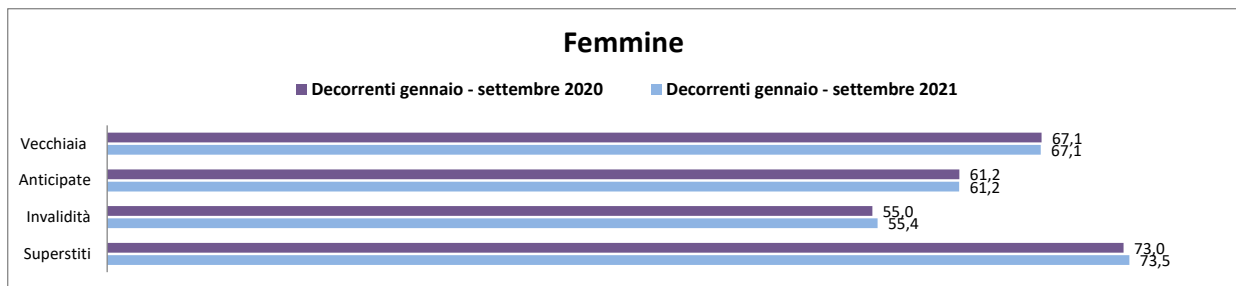 Femmine
Decorrenti gennaio - settembre 2020 Decorrenti gennaio - settembre 2021
Vecchiaia 67,1
67,1
Anticipate 61,2
61,2
Invalidità 55,0
55,4
Superstiti 73,0
73,5